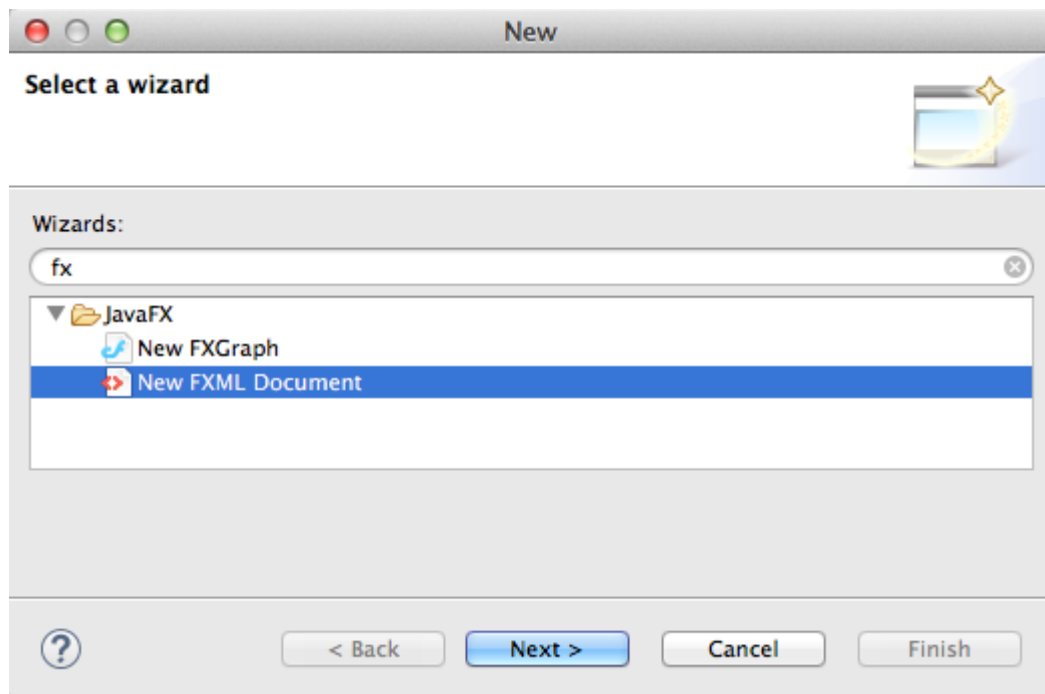 New
Select a wizard
Wizards:
fx
JavaFX
New FXGraph
New FXML Document
? < Back Next > Cancel Finish